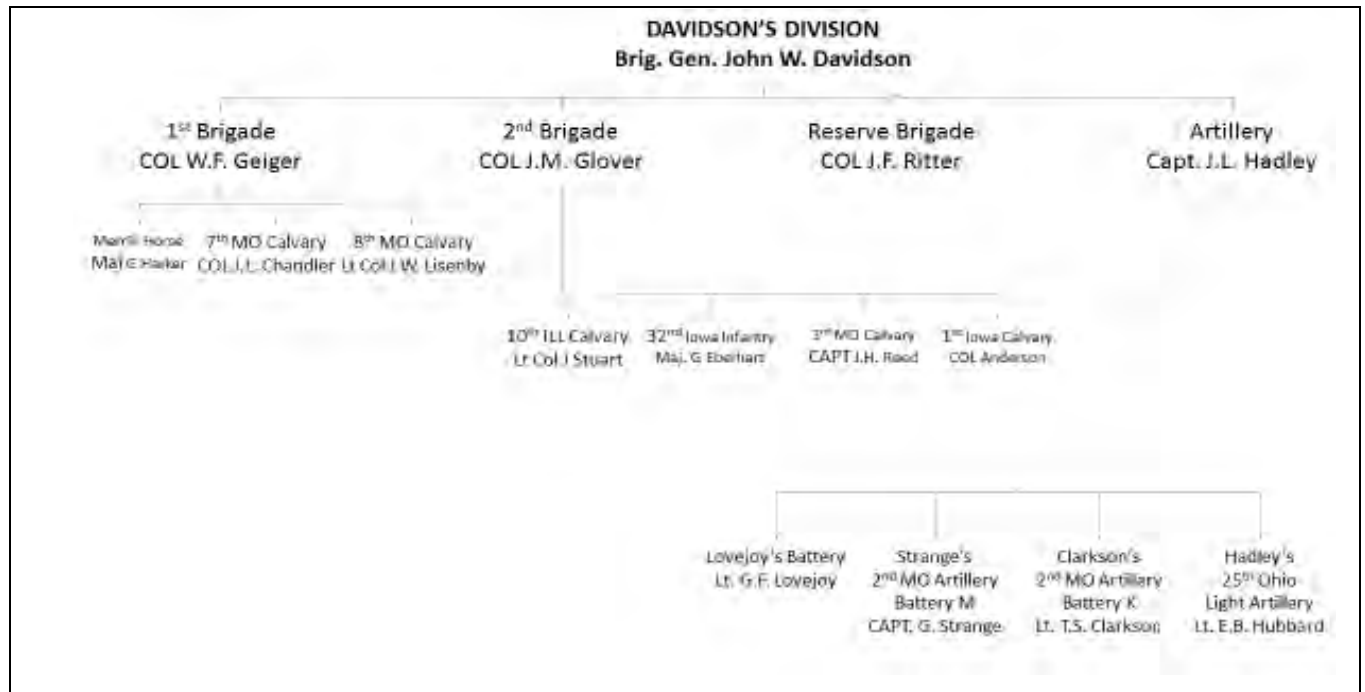 DAVIDSON'S DIVISION
Brig. Gen. John W. Davidson
1st Brigade
COL W.F. Geiger
2nd Brigade
COL J.M. Glover
Reserve Brigade
COL J.F. Ritter
Artillery
Capt. J.L. Hadley
Merrill Horse
Maj G Harker
7th MO Calvary
COL J.L. Chandler
8th MO Calvary
Lt Col J.W. Lisenby
10th ILL Calvary
Lt Col J Stuart
32nd Iowa Infantry
Maj. G Eberhart
MO Calvary
CAPT J.H. Reed
1st Iowa Calvary
COL Anderson
Lovejoy's Battery
Lt. G.F. Lovejoy
Strange's
2nd MO Artillery
Battery M
CAPT. G. Strange
Clarkson's
2nd MO Artillery
Battery K
Lt. T.S. Clarkson
Hadley's
25th Ohio
Light Artillery
Lt. E.B. Hubbard